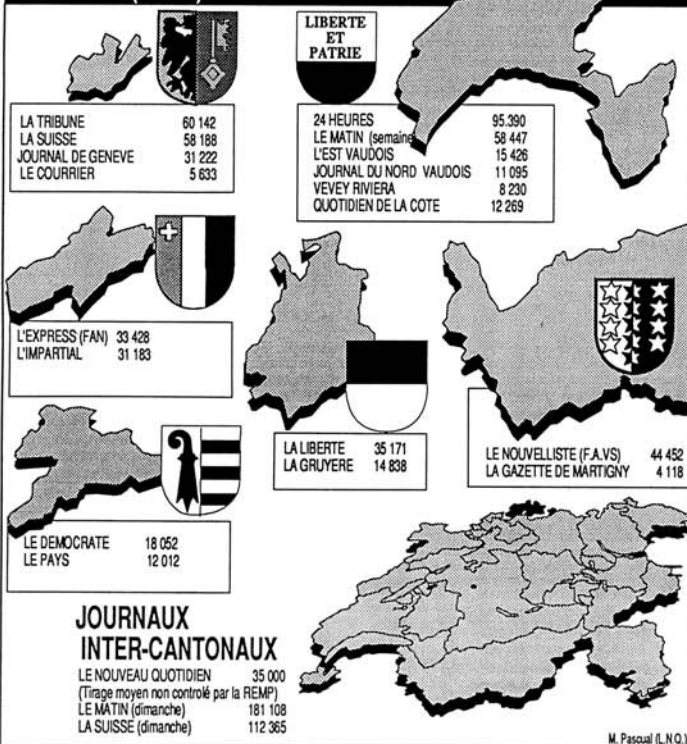 LIBERTE
ET
PATRIE
LA TRIBUNE 60 142
LA SUISSE 58 188
JOURNAL DE GENEVE 31 222
LE COURRIER 5 633
24 HEURES 95.390
LE MATIN (semaine 58 447
L'EST VAUDOIS 15 426
JOURNAL DU NORD VAUDOIS 11 095
VEVEY RIVIERA 8 230
QUOTIDIEN DE LA COTE 12 269
L'EXPRESS (FAN) 33 428
L'IMPARTIAL 31 183
LA LIBERTE 35 171
LA GRUYERE 14 838
LE NOUVELLISTE (F.A.VS) 44 452
LA GAZETTE DE MARTIGNY 4 118
LE DEMOCRATE 18 052
LE PAYS 12 012
JOURNAUX
INTER-CANTONAUX
LE NOUVEAU QUOTIDIEN 35 000
(Tirage moyen non controlé par la REMP)
LE MATIN (dimanche) 181 108
LA SUISSE (dimanche) 112 365
M. Pascual (L.N.Q.)